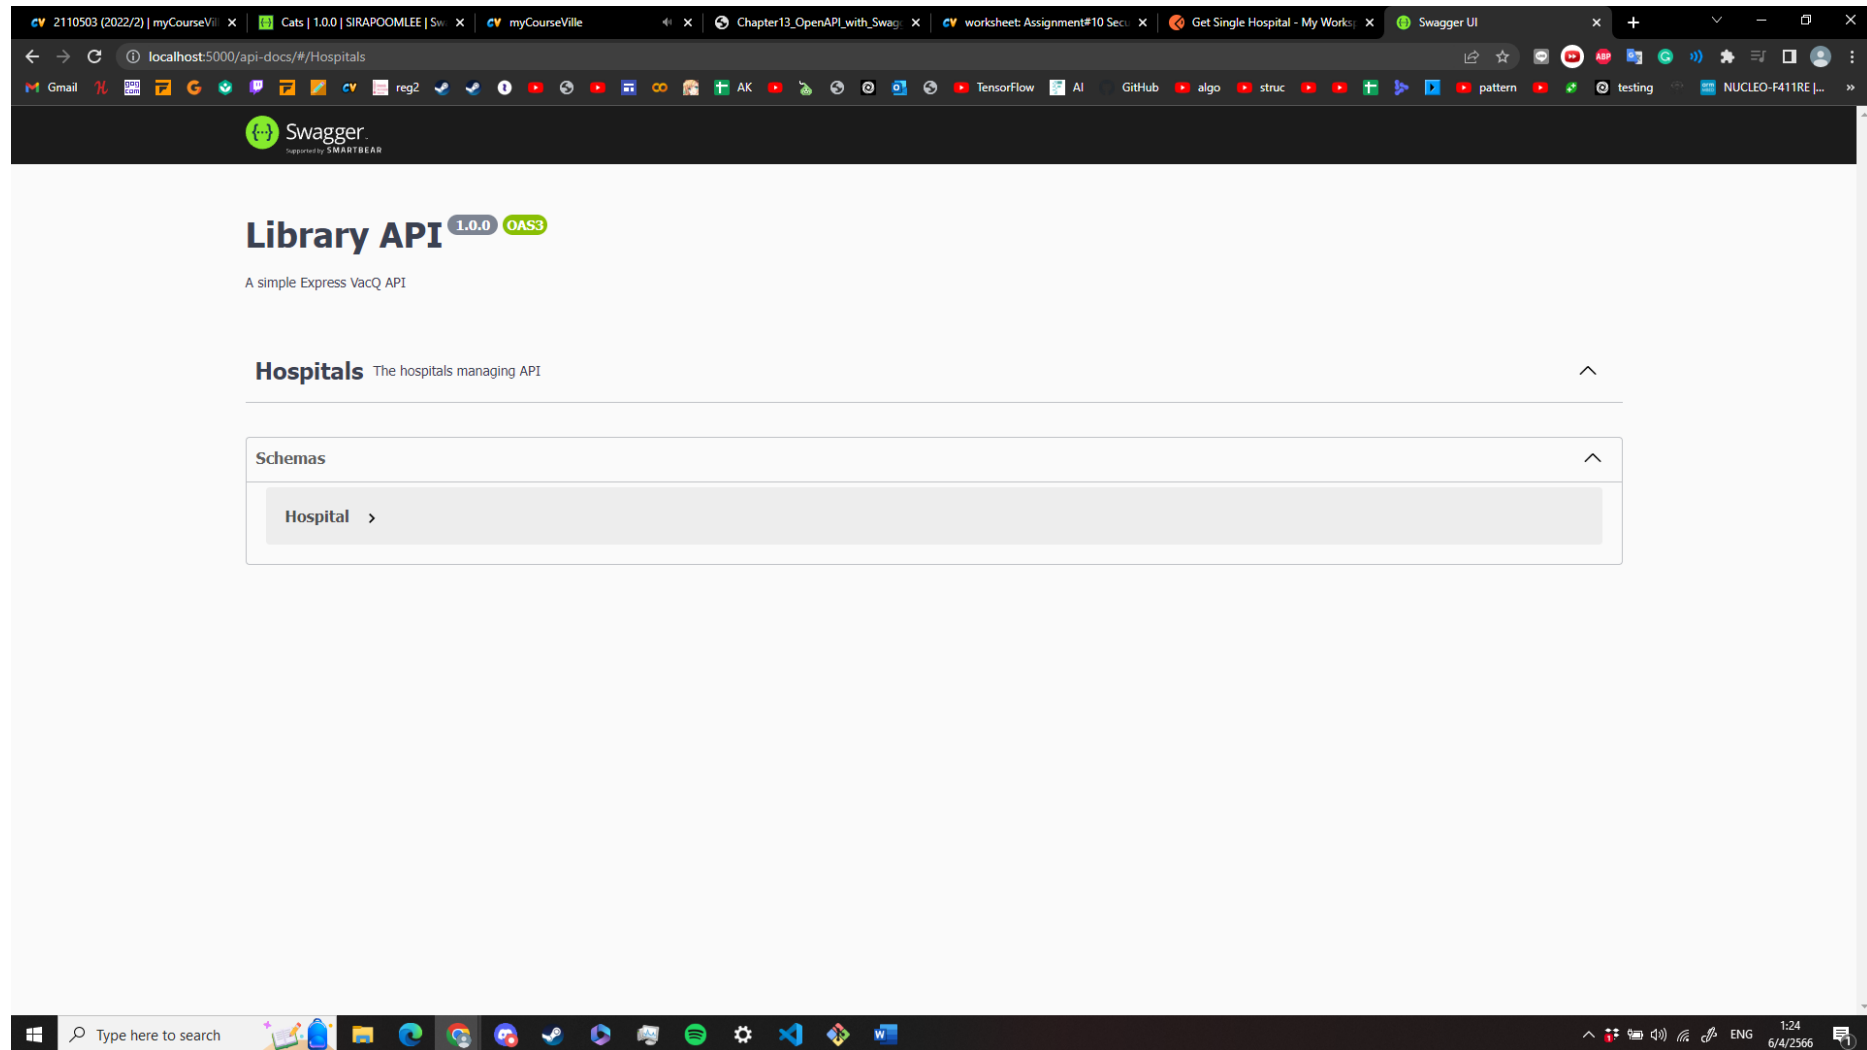 2110503 (2022/2) | myCourseVil
Cats | 1.0.0 | SIRAPOOMLEE | Sw
myCourseVille
Chapter13_OpenAPI_with_Swag
worksheet: Assignment#10 Secu
Get Single Hospital - My Worksp
Swagger UI
localhost:5000/api-docs/#/Hospitals
Gmail
reg2
AK
TensorFlow
AI
GitHub
algo
struc
pattern
testing
NUCLEO-F411RE |...
Swagger.
Supported by SMARTBEAR
Library API 1.0.0 OAS3
A simple Express VacQ API
Hospitals The hospitals managing API
Schemas
Hospital
Type here to search
ENG
1:24
6/4/2566